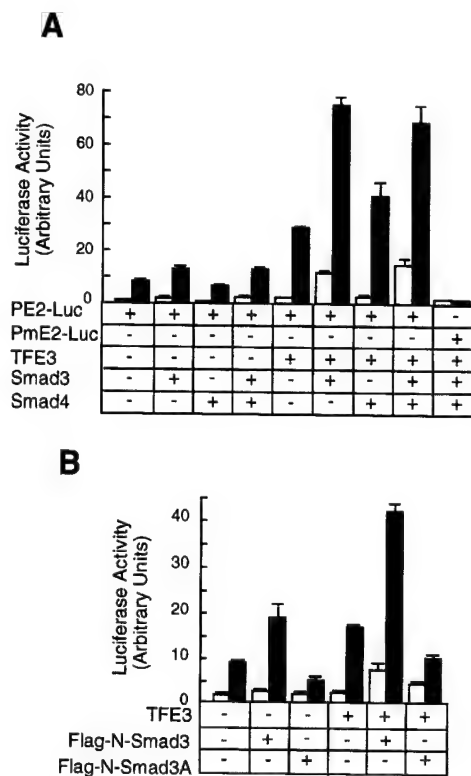 A
Luciferase Activity
(Arbitrary Units)
80
60
40
20
0
PE2-Luc + + + + + + + + -
PmE2-Luc - - - - - - - - +
TFE3 - - - - + + + + +
Smad3 - + - + - + - + +
Smad4 - - + + - - + + +
B
Luciferase Activity
(Arbitrary Units)
40
30
20
10
0
TFE3 - - - + + +
Flag-N-Smad3 - + - - + -
Flag-N-Smad3A - - + - - +